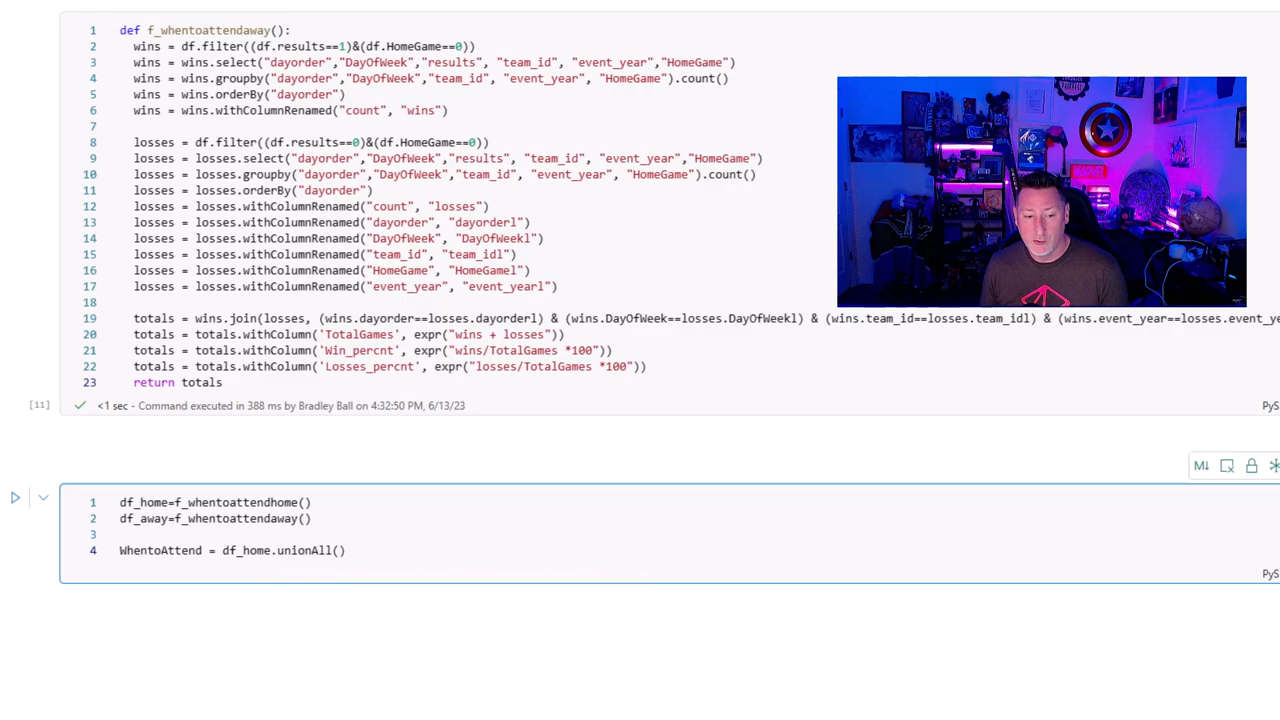 1 def f_whentoattendaway():
2 wins = df.filter((df.results==1)&(df.HomeGame==0))
3 wins = wins.select("dayorder","DayOfWeek","results", "team_id", "event_year","HomeGame")
4 wins = wins.groupby("dayorder","DayOfWeek","team_id", "event_year", "HomeGame").count()
5 wins = wins.orderBy("dayorder")
6 wins = wins.withColumnRenamed("count", "wins")
7
8 losses = df.filter((df.results==0)&(df.HomeGame==0))
9 losses = losses.select("dayorder","DayOfWeek","results", "team_id", "event_year","HomeGame")
10 losses = losses.groupby("dayorder","DayOfWeek","team_id", "event_year", "HomeGame").count()
11 losses = losses.orderBy("dayorder")
12 losses = losses.withColumnRenamed("count", "losses")
13 losses = losses.withColumnRenamed("dayorder", "dayorderl")
14 losses = losses.withColumnRenamed("DayOfWeek", "DayOfWeekl")
15 losses = losses.withColumnRenamed("team_id", "team_idl")
16 losses = losses.withColumnRenamed("HomeGame", "HomeGamel")
17 losses = losses.withColumnRenamed("event_year", "event_yearl")
18
19 totals = wins.join(losses, (wins.dayorder==losses.dayorderl) & (wins.DayOfWeek==losses.DayOfWeekl) & (wins.team_id==losses.team_idl) & (wins.event_year==losses.event_ye
20 totals = totals.withColumn('TotalGames', expr("wins + losses"))
21 totals = totals.withColumn('Win_percnt', expr("wins/TotalGames *100"))
22 totals = totals.withColumn('Losses_percnt', expr("losses/TotalGames *100"))
23 return totals
[11] <1 sec - Command executed in 388 ms by Bradley Ball on 4:32:50 PM, 6/13/23 PyS
M↓
1 df_home=f_whentoattendhome()
2 df_away=f_whentoattendaway()
3
4 WhentoAttend = df_home.unionAll()
PyS